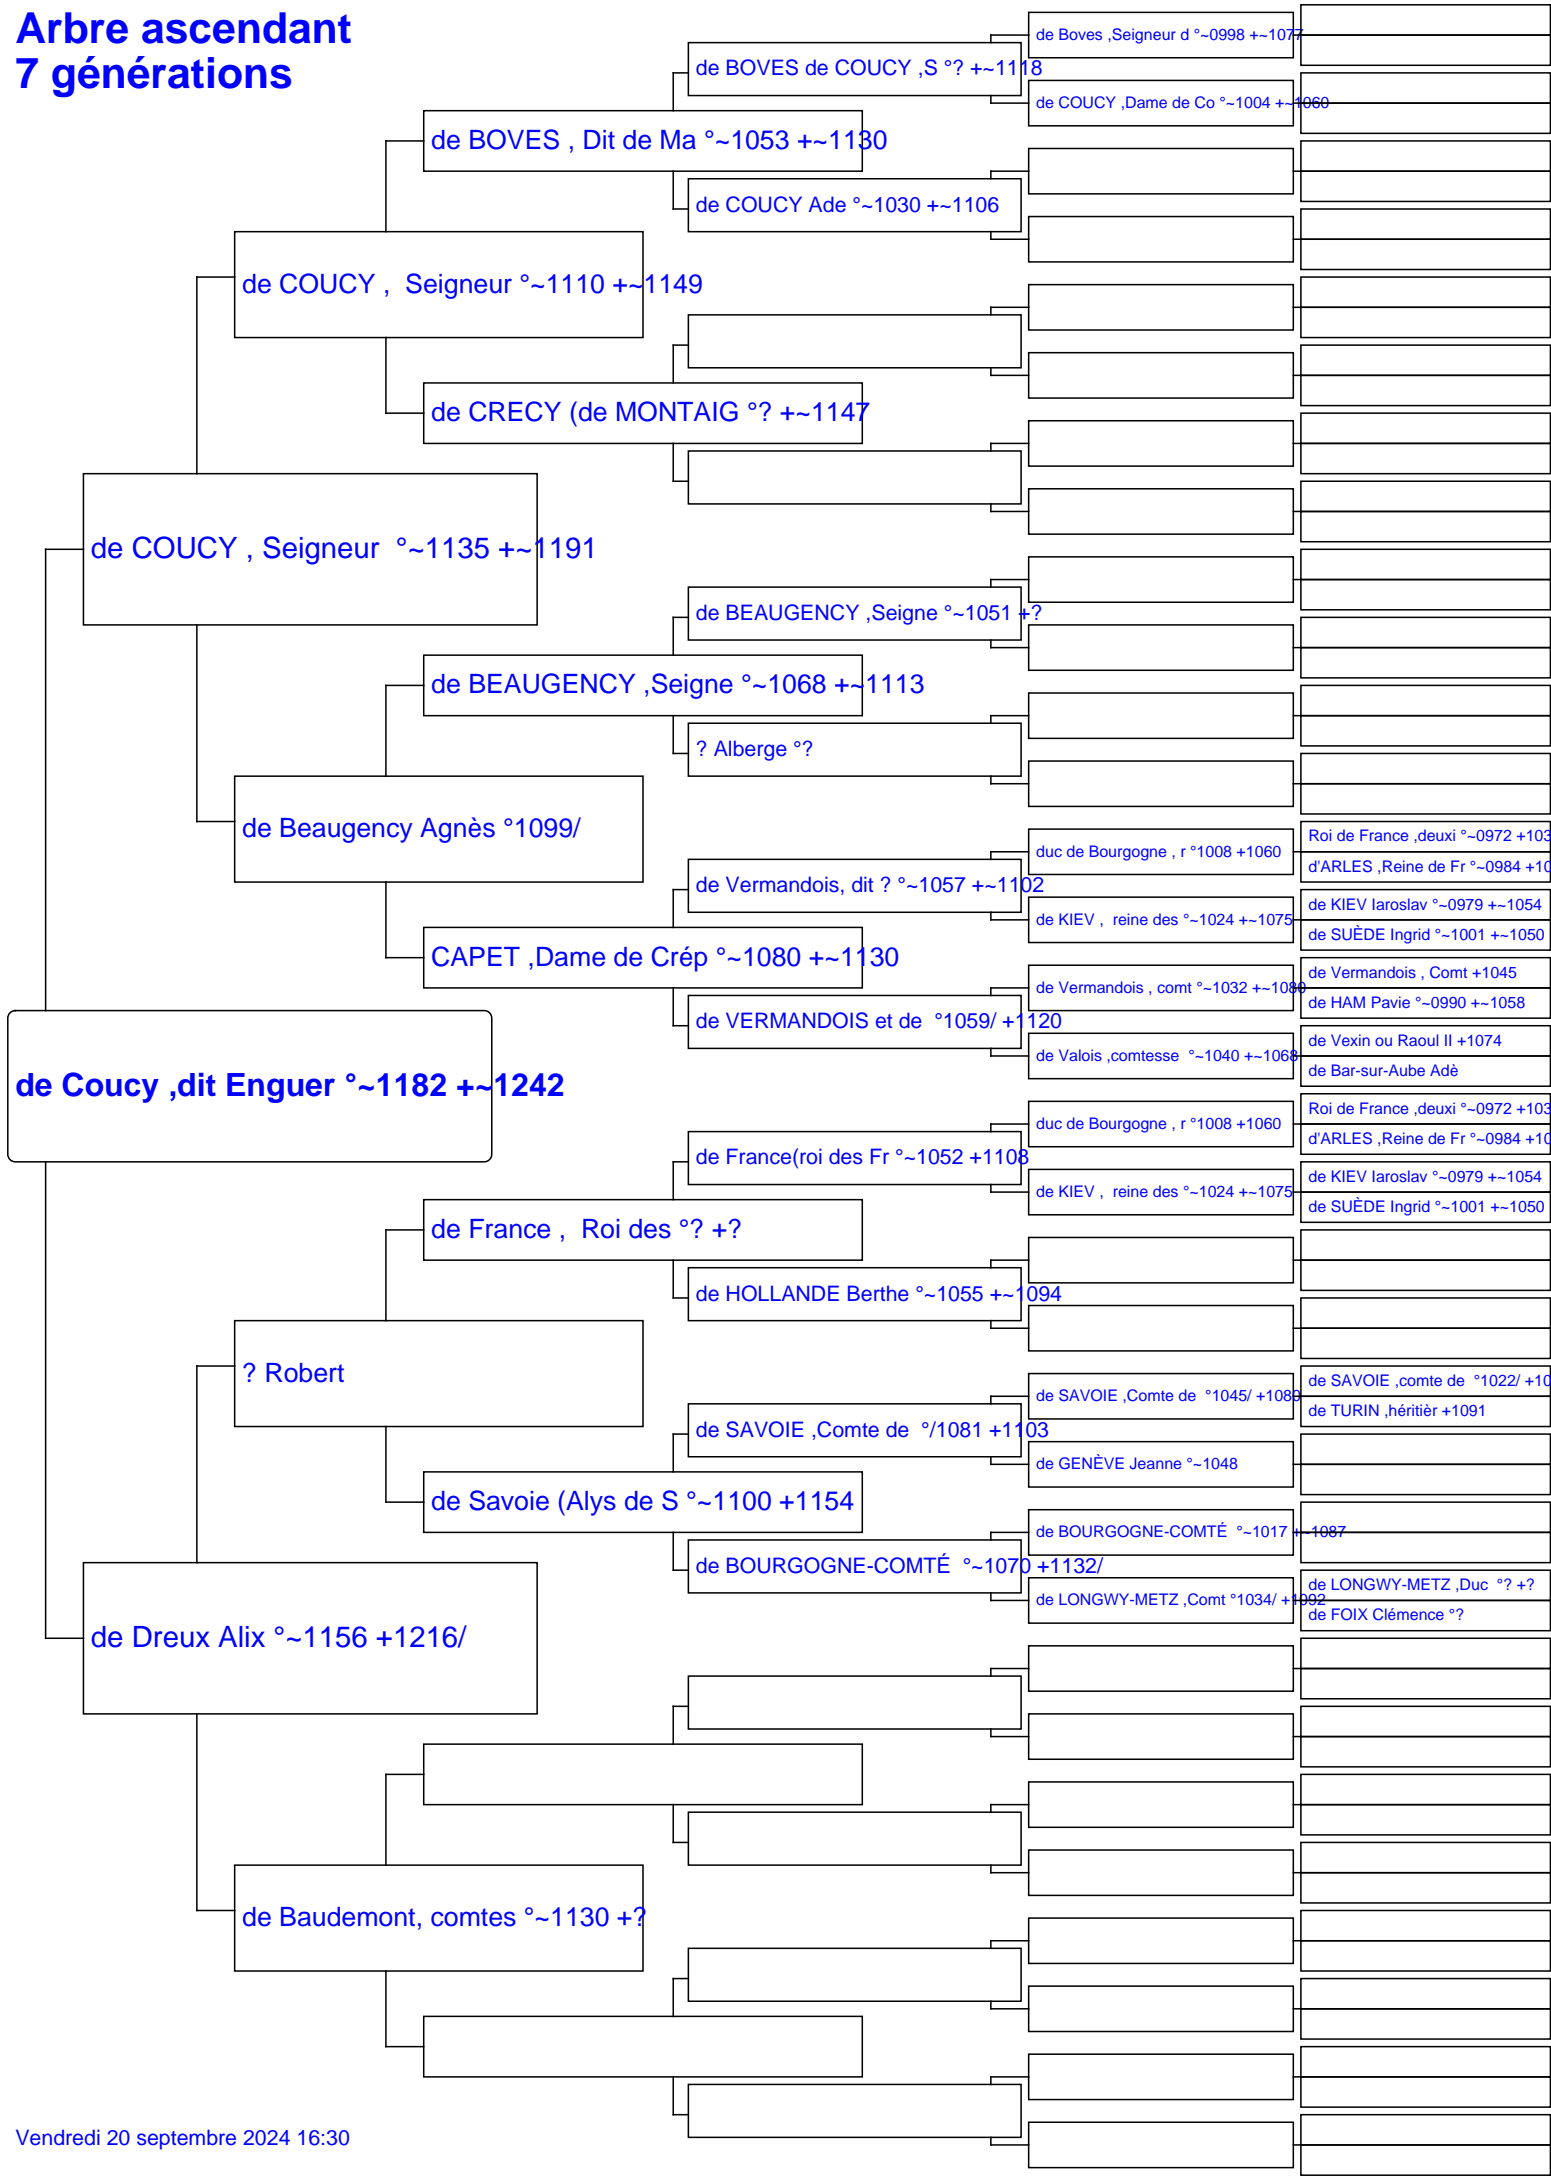 Arbre ascendant
7 générations
de Boves ,Seigneur d °~0998 +~1077
de BOVES de COUCY ,S °? +~1118
de COUCY ,Dame de Co °~1004 +~1060
de BOVES , Dit de Ma °~1053 +~1130
de COUCY Ade °~1030 +~1106
de COUCY ,  Seigneur °~1110 +~1149
de CRECY (de MONTAIG °? +~1147
de COUCY , Seigneur  °~1135 +~1191
de BEAUGENCY ,Seigne °~1051 +?
de BEAUGENCY ,Seigne °~1068 +~1113
? Alberge °?
de Beaugency Agnès °1099/
Roi de France ,deuxi °~0972 +103
duc de Bourgogne , r °1008 +1060
d'ARLES ,Reine de Fr °~0984 +10
de Vermandois, dit ? °~1057 +~1102
de KIEV Iaroslav °~0979 +~1054
de KIEV ,  reine des °~1024 +~1075
de SUÈDE Ingrid °~1001 +~1050
CAPET ,Dame de Crép °~1080 +~1130
de Vermandois , Comt +1045
de Vermandois , comt °~1032 +~1080
de HAM Pavie °~0990 +~1058
de VERMANDOIS et de  °1059/ +1120
de Vexin ou Raoul II +1074
de Valois ,comtesse  °~1040 +~1068
de Bar-sur-Aube Adè
de Coucy ,dit Enguer °~1182 +~1242
Roi de France ,deuxi °~0972 +103
duc de Bourgogne , r °1008 +1060
d'ARLES ,Reine de Fr °~0984 +10
de France(roi des Fr °~1052 +1108
de KIEV Iaroslav °~0979 +~1054
de KIEV ,  reine des °~1024 +~1075
de SUÈDE Ingrid °~1001 +~1050
de France ,  Roi des °? +?
de HOLLANDE Berthe °~1055 +~1094
? Robert
de SAVOIE ,comte de  °1022/ +10
de SAVOIE ,Comte de  °1045/ +1080
de TURIN ,héritièr +1091
de SAVOIE ,Comte de  °/1081 +1103
de GENÈVE Jeanne °~1048
de Savoie (Alys de S °~1100 +1154
de BOURGOGNE-COMTÉ  °~1017 +~1087
de BOURGOGNE-COMTÉ  °~1070 +1132/
de LONGWY-METZ ,Duc  °? +?
de LONGWY-METZ ,Comt °1034/ +1092
de FOIX Clémence °?
de Dreux Alix °~1156 +1216/
de Baudemont, comtes °~1130 +?
Vendredi 20 septembre 2024 16:30